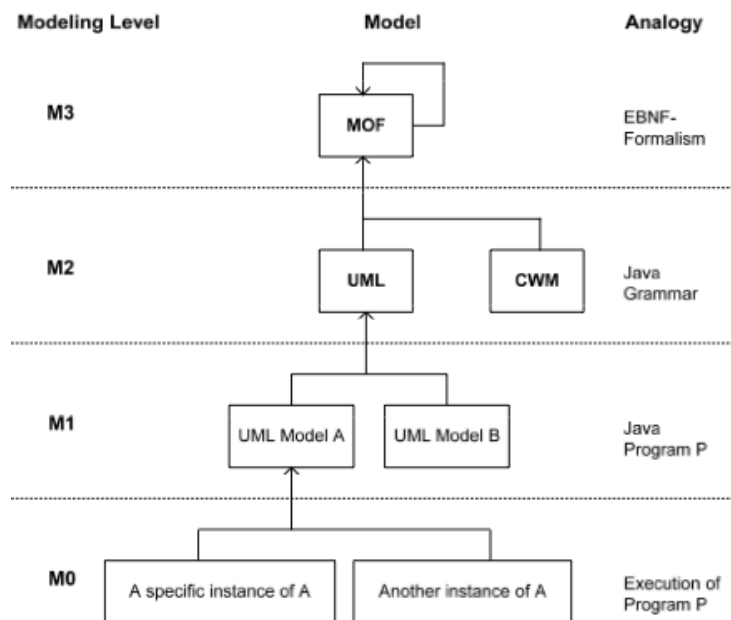 Modeling Level Model Analogy
M3
MOF
EBNF-
Formalism
M2
UML
CWM
Java
Grammar
M1
UML Model A
UML Model B
Java
Program P
M0
A specific instance of A
Another instance of A
Execution of
Program P